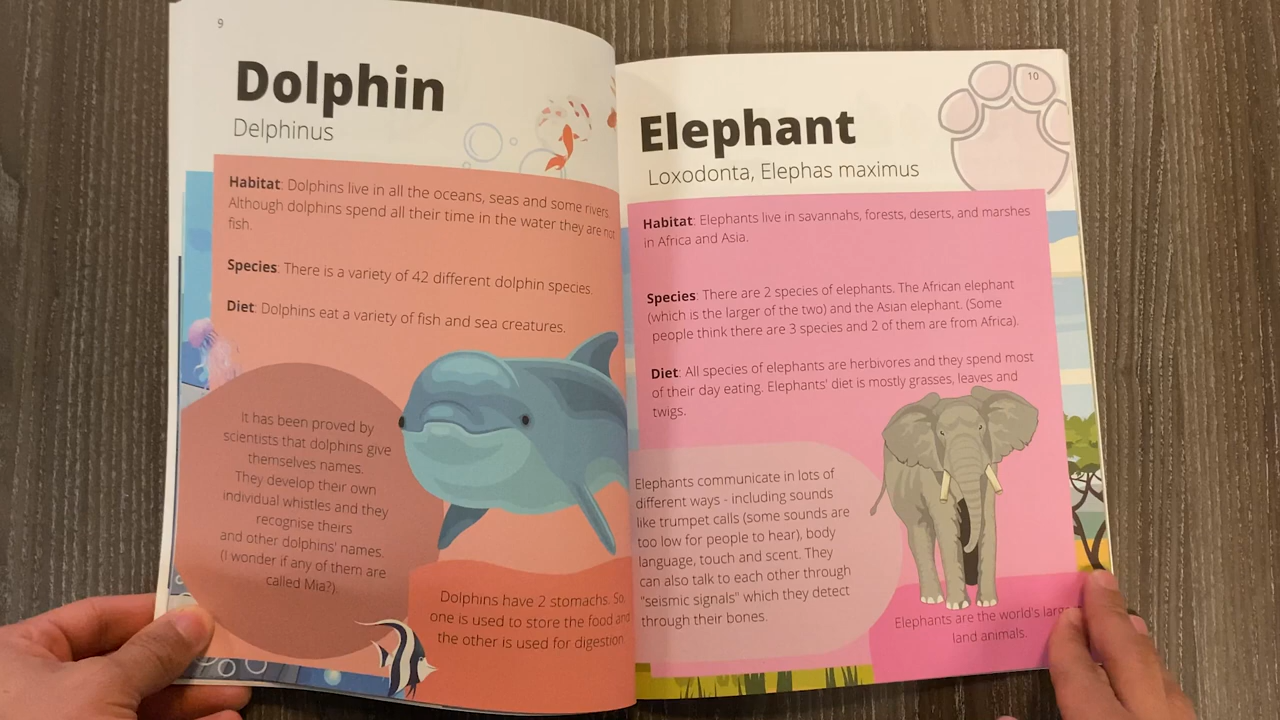 9
Dolphin
Delphinus
Habitat: Dolphins live in all the oceans, seas and some rivers.
Although dolphins spend all their time in the water they are not
fish.
Species: There is a variety of 42 different dolphin species.
Diet: Dolphins eat a variety of fish and sea creatures.
It has been proved by
scientists that dolphins give
themselves names.
They develop their own
individual whistles and they
recognise theirs
and other dolphins' names.
(I wonder if any of them are
called Mia?).
Dolphins have 2 stomachs. So,
one is used to store the food and
the other is used for digestion.
10
Elephant
Loxodonta, Elephas maximus
Habitat: Elephants live in savannahs, forests, deserts, and marshes
in Africa and Asia.
Species: There are 2 species of elephants. The African elephant
(which is the larger of the two) and the Asian elephant. (Some
people think there are 3 species and 2 of them are from Africa).
Diet: All species of elephants are herbivores and they spend most
of their day eating. Elephants' diet is mostly grasses, leaves and
twigs.
Elephants communicate in lots of
different ways - including sounds
like trumpet calls (some sounds are
too low for people to hear), body
language, touch and scent. They
can also talk to each other through
"seismic signals" which they detect
through their bones.
Elephants are the world's
land animals.